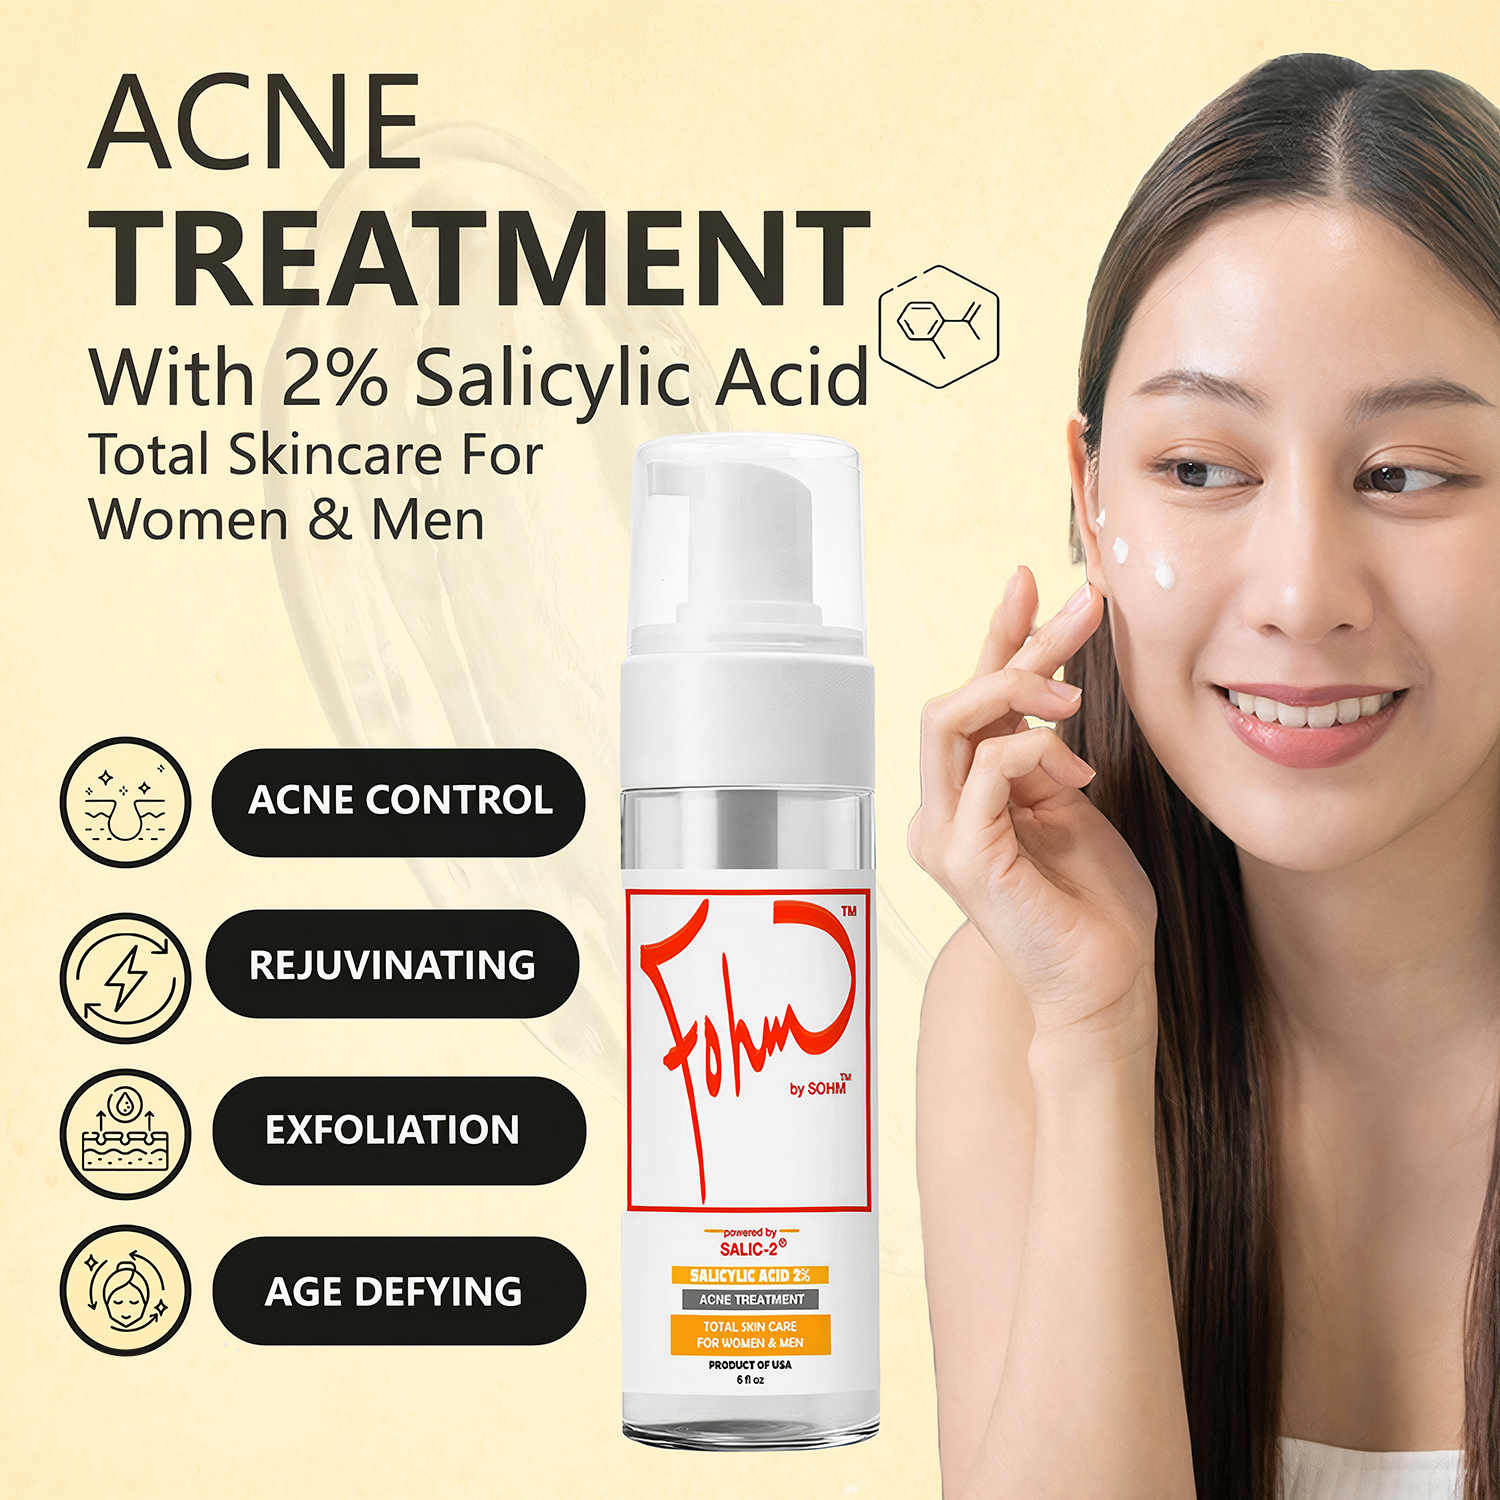 ACNE
TREATMENT
With 2% Salicylic Acid
Total Skincare For
Women & Men
ACNE CONTROL
REJUVINATING
EXFOLIATION
AGE DEFYING
Fohm TM
by SOHM TM
powered by
SALIC-2®
SALICYLIC ACID 2%
ACNE TREATMENT
TOTAL SKIN CARE
FOR WOMEN & MEN
PRODUCT OF USA
6 fl oz